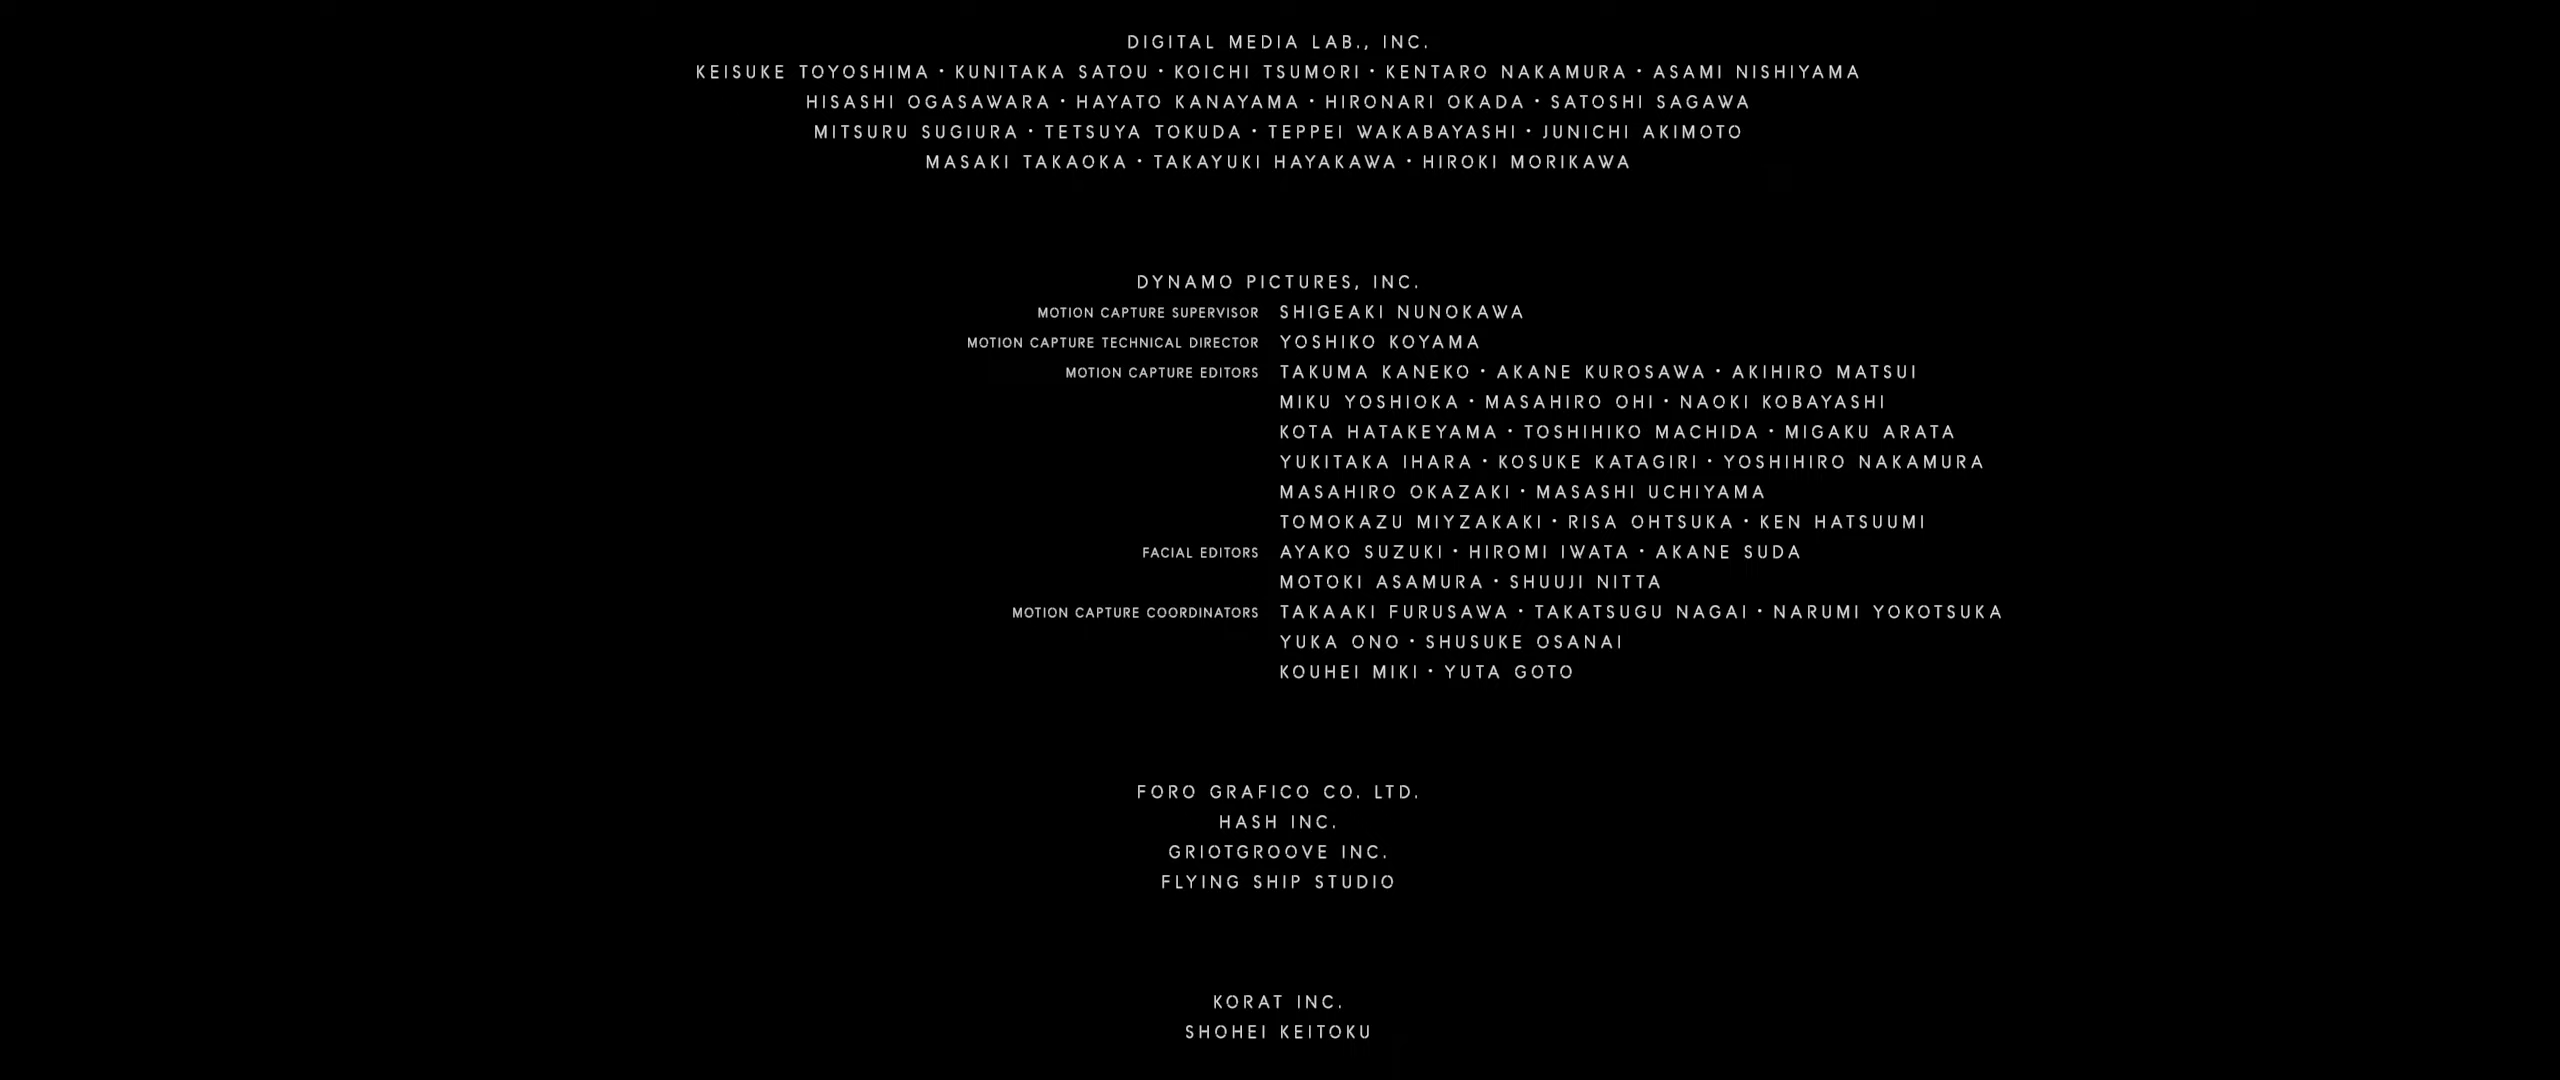 DIGITAL MEDIA LAB., INC.
KEISUKE TOYOSHIMA・KUNITAKA SATOU・KOICHI TSUMORI・KENTARO NAKAMURA・ASAMI NISHIYAMA
HISASHI OGASAWARA・HAYATO KANAYAMA・HIRONARI OKADA・SATOSHI SAGAWA
MITSURU SUGIURA・TETSUYA TOKUDA・TEPPEI WAKABAYASHI・JUNICHI AKIMOTO
MASAKI TAKAOKA・TAKAYUKI HAYAKAWA・HIROKI MORIKAWA
DYNAMO PICTURES, INC.
MOTION CAPTURE SUPERVISOR SHIGEAKI NUNOKAWA
MOTION CAPTURE TECHNICAL DIRECTOR YOSHIKO KOYAMA
MOTION CAPTURE EDITORS TAKUMA KANEKO・AKANE KUROSAWA・AKIHIRO MATSUI
MIKU YOSHIOKA・MASAHIRO OHI・NAOKI KOBAYASHI
KOTA HATAKEYAMA・TOSHIHIKO MACHIDA・MIGAKU ARATA
YUKITAKA IHARA・KOSUKE KATAGIRI・YOSHIHIRO NAKAMURA
MASAHIRO OKAZAKI・MASASHI UCHIYAMA
TOMOKAZU MIYZAKAKI・RISA OHTSUKA・KEN HATSUUMI
FACIAL EDITORS AYAKO SUZUKI・HIROMI IWATA・AKANE SUDA
MOTOKI ASAMURA・SHUUJI NITTA
MOTION CAPTURE COORDINATORS TAKAAKI FURUSAWA・TAKATSUGU NAGAI・NARUMI YOKOTSUKA
YUKA ONO・SHUSUKE OSANAI
KOUHEI MIKI・YUTA GOTO
FORO GRAFICO CO. LTD.
HASH INC.
GRIOTGROOVE INC.
FLYING SHIP STUDIO
KORAT INC.
SHOHEI KEITOKU